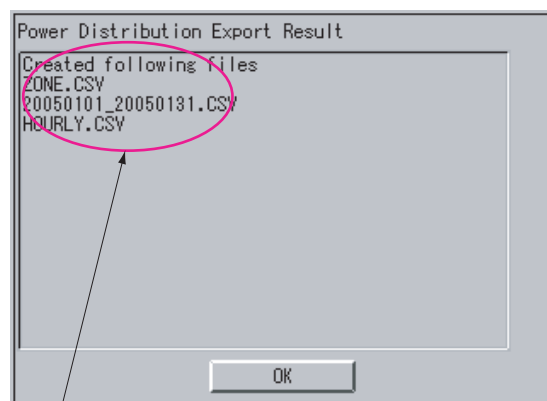 Power Distribution Export Result
Created following files
ZONE.CSV
20050101_20050131.CSV
HOURLY.CSV
OK